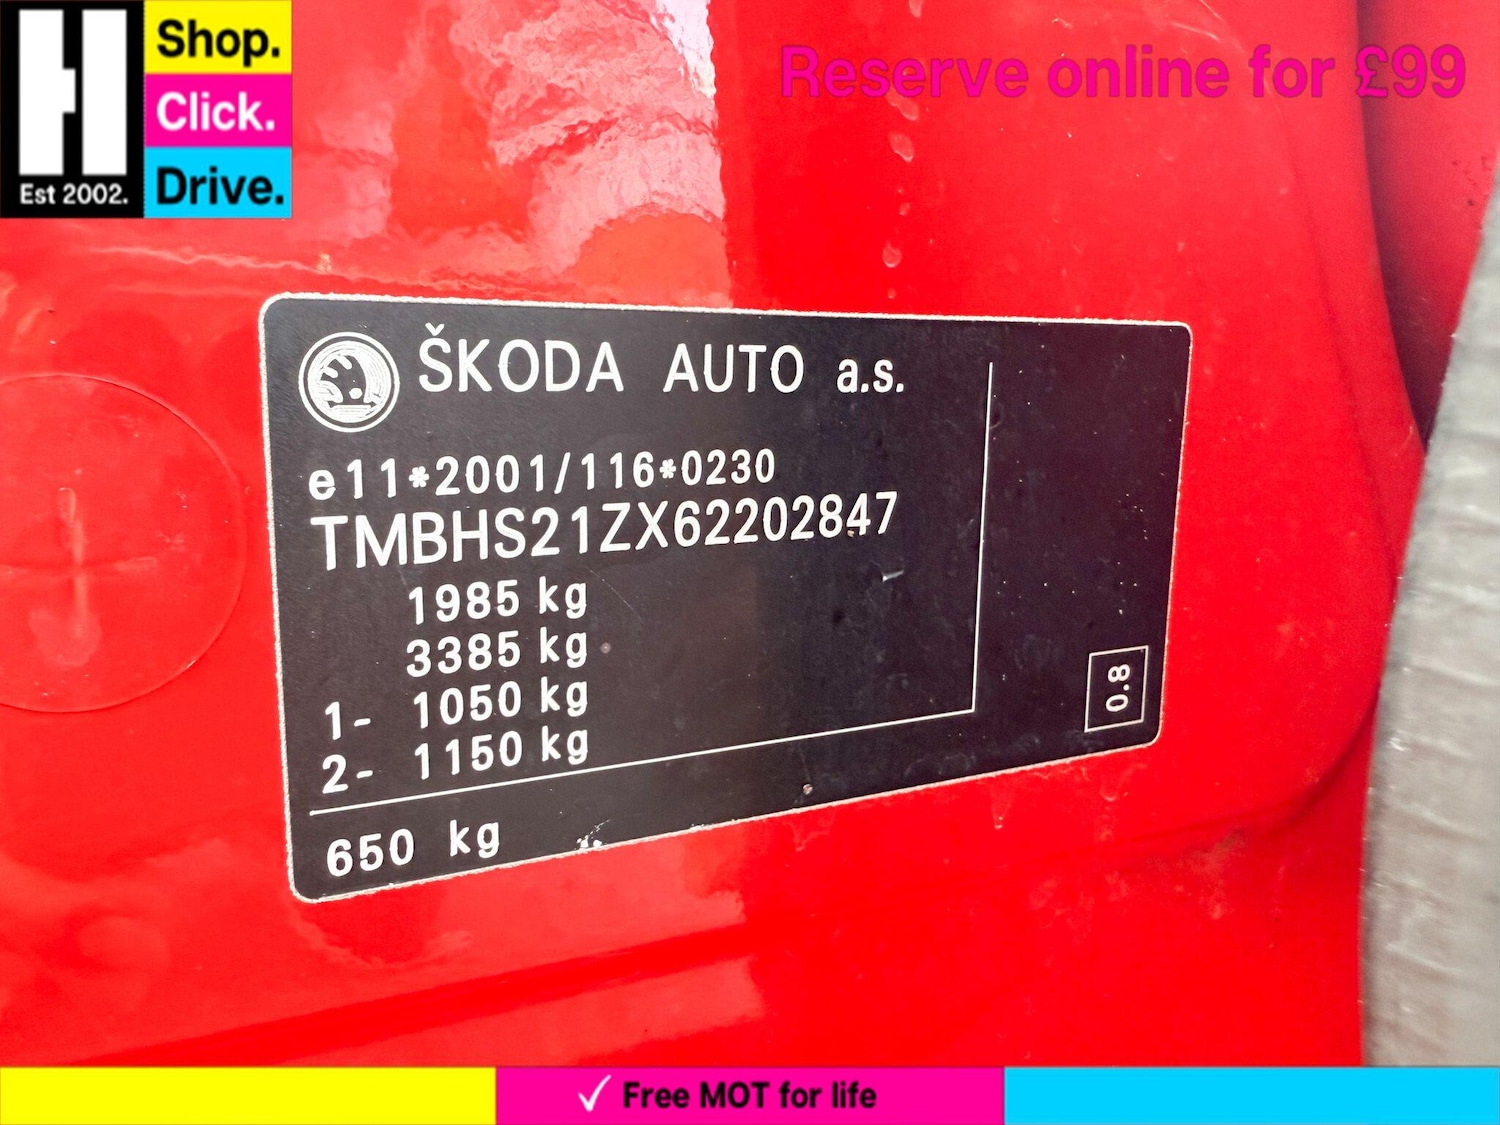 Shop.
Click.
Drive.
Est 2002.
Reserve online for £99
ŠKODA AUTO a.s.
e11*2001/116*0230
TMBHS21ZX62202847
1985 kg
3385 kg
1- 1050 kg
2- 1150 kg
650 kg
0.8
✓ Free MOT for life